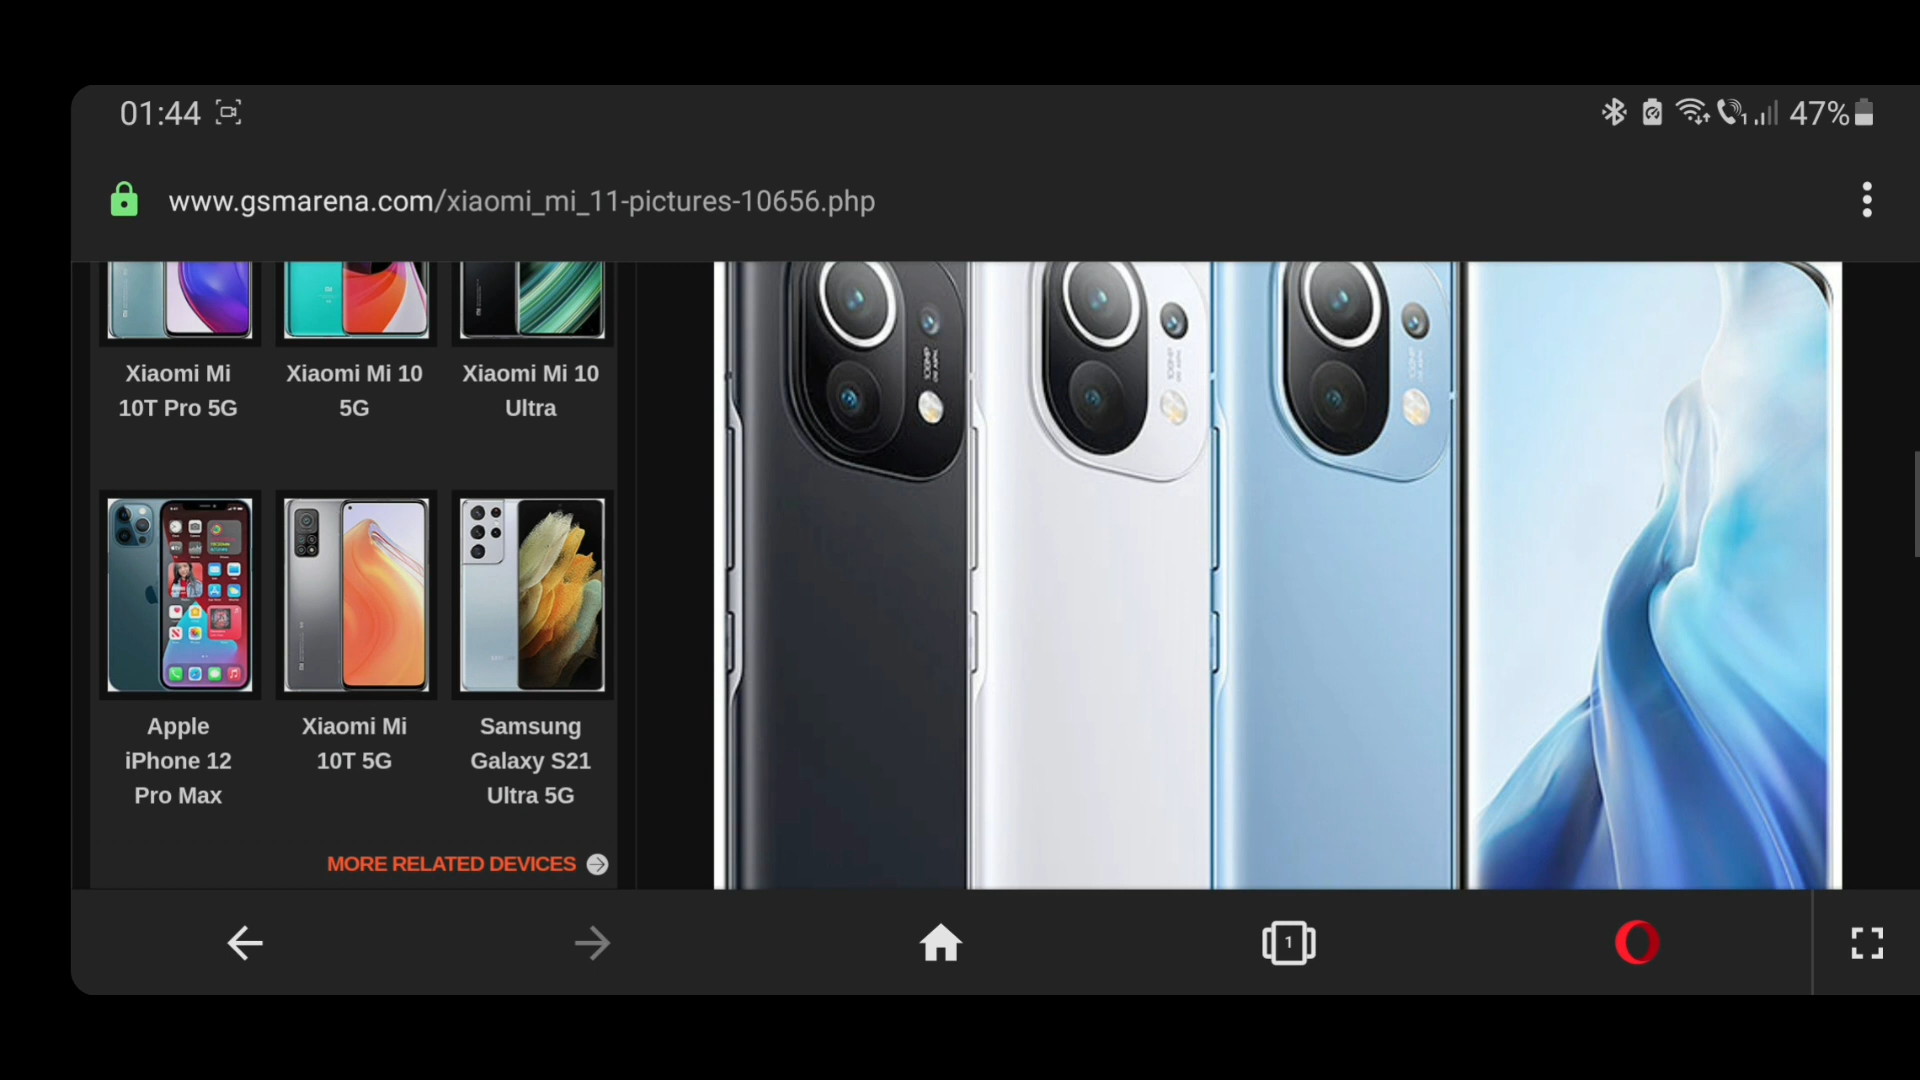 01:44
47%
www.gsmarena.com/xiaomi_mi_11-pictures-10656.php
Xiaomi Mi
10T Pro 5G
Xiaomi Mi 10
5G
Xiaomi Mi 10
Ultra
108MP
Apple
iPhone 12
Pro Max
Xiaomi Mi
10T 5G
Samsung
Galaxy S21
Ultra 5G
MORE RELATED DEVICES
1